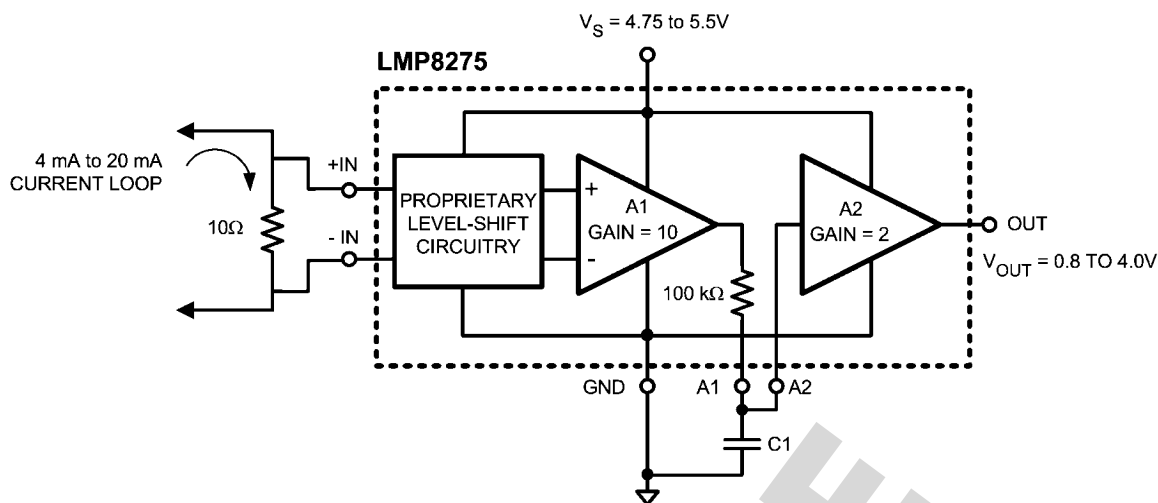 V_S = 4.75 to 5.5V
LMP8275
4 mA to 20 mA
CURRENT LOOP
+IN
10Ω
- IN
PROPRIETARY
LEVEL-SHIFT
CIRCUITRY
+
A1
GAIN = 10
-
A2
GAIN = 2
OUT
V_OUT = 0.8 TO 4.0V
100 kΩ
GND
A1
A2
C1